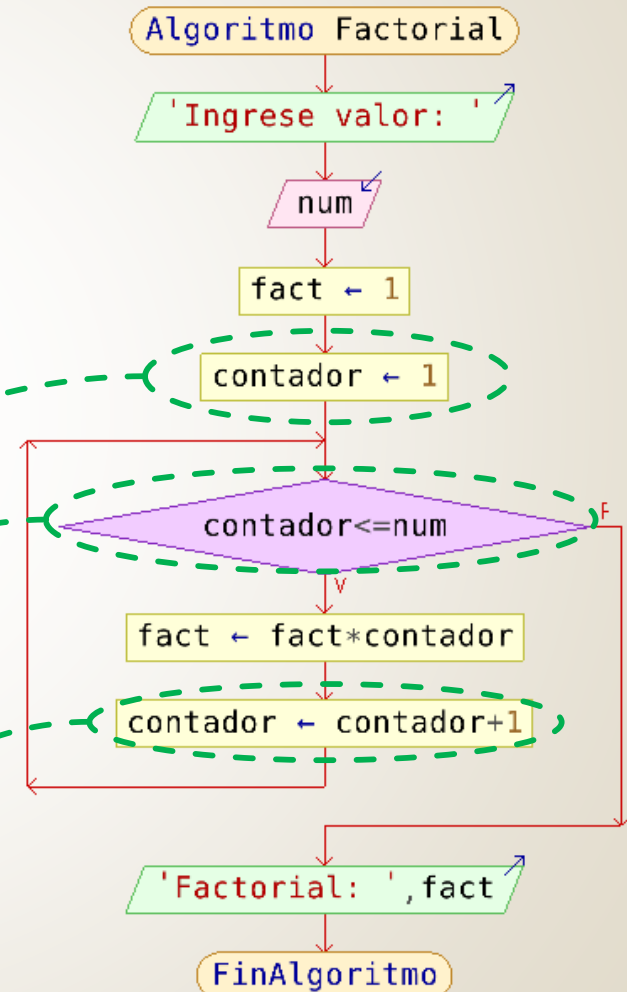 Algoritmo Factorial
'Ingrese valor: '
num
fact ← 1
contador ← 1
contador<=num
F
V
fact ← fact*contador
contador ← contador+1
'Factorial: ',fact
FinAlgoritmo